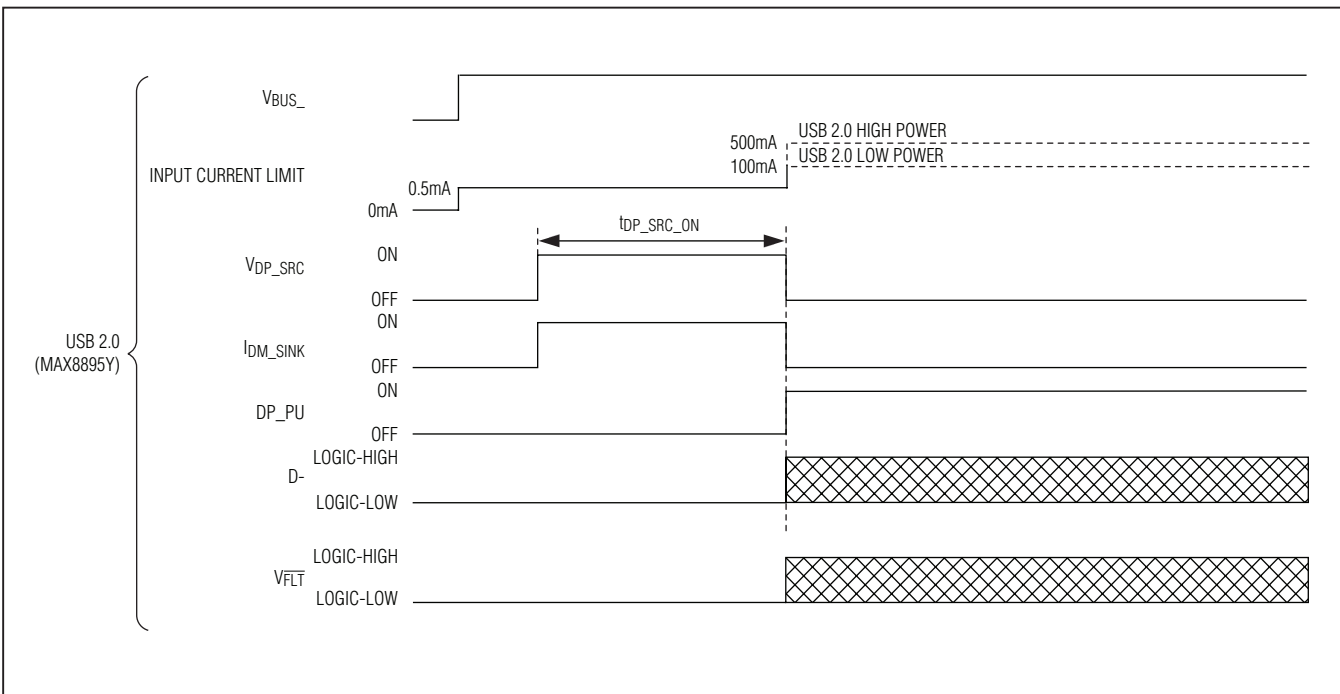 VBUS_
500mA
USB 2.0 HIGH POWER
100mA
USB 2.0 LOW POWER
INPUT CURRENT LIMIT
0.5mA
0mA
tDP_SRC_ON
VDP_SRC
ON
OFF
USB 2.0
(MAX8895Y)
IDM_SINK
ON
OFF
DP_PU
ON
OFF
D-
LOGIC-HIGH
LOGIC-LOW
VFLT
LOGIC-HIGH
LOGIC-LOW